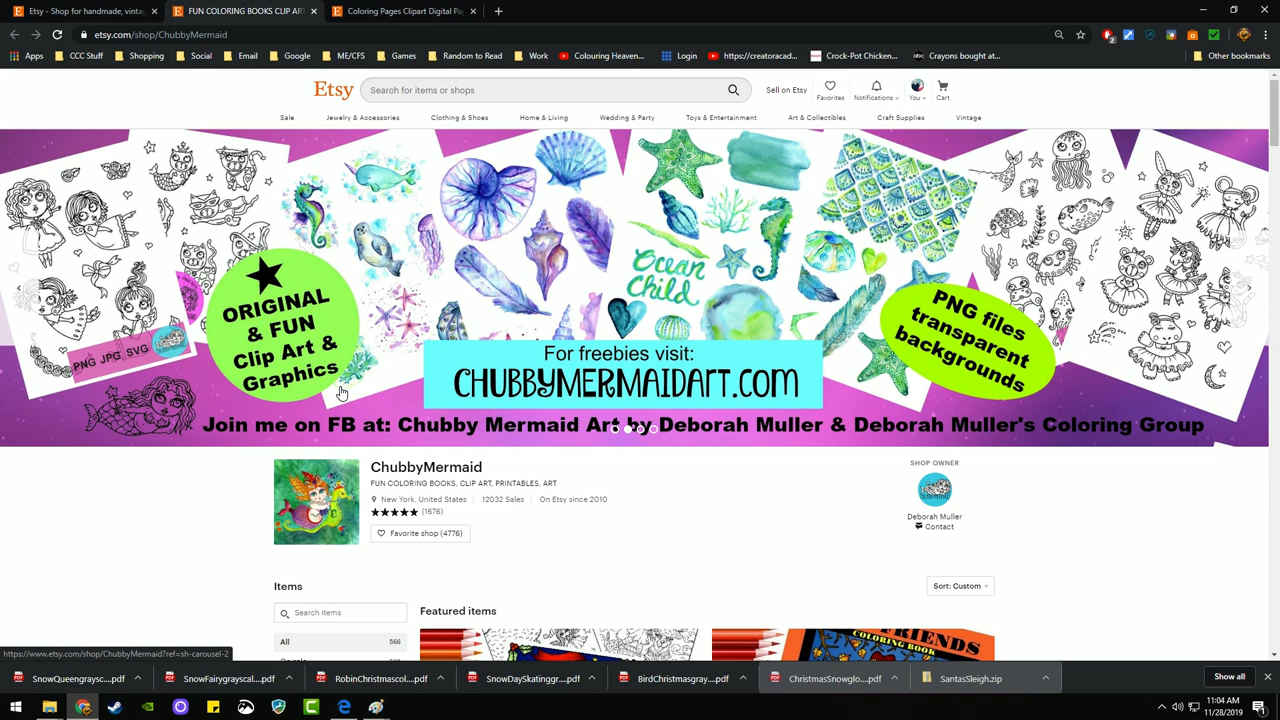 Etsy - Shop for handmade, vinta
FUN COLORING BOOKS CLIP AR
Coloring Pages Clipart Digital Pa
etsy.com/shop/ChubbyMermaid
Apps
CCC Stuff
Shopping
Social
Email
Google
ME/CFS
Games
Random to Read
Work
Colouring Heaven...
Login
https://creatoracad...
Crock-Pot Chicken...
Crayons bought at...
Other bookmarks
Etsy
Search for items or shops
Sell on Etsy
Favorites
Notifications
You
Cart
Sale
Jewelry & Accessories
Clothing & Shoes
Home & Living
Wedding & Party
Toys & Entertainment
Art & Collectibles
Craft Supplies
Vintage
ORIGINAL
& FUN
Clip Art &
Graphics
PNG JPG SVG
Ocean
Child
PNG files
transparent
backgrounds
For freebies visit:
CHUBBYMERMAIDART.COM
Join me on FB at: Chubby Mermaid Art by Deborah Muller & Deborah Muller's Coloring Group
ChubbyMermaid
FUN COLORING BOOKS, CLIP ART, PRINTABLES, ART
New York, United States
12032 Sales
On Etsy since 2010
(1676)
Favorite shop (4776)
SHOP OWNER
Deborah Muller
Contact
Items
Sort: Custom
Search items
Featured items
All
566
FRIENDS
COLORING BOOK
https://www.etsy.com/shop/ChubbyMermaid?ref=sh-carousel-2
SnowQueengraysc....pdf
SnowFairygrayscal....pdf
RobinChristmascol....pdf
SnowDaySkatinggr....pdf
BirdChristmasgray....pdf
ChristmasSnowglo....pdf
SantasSleigh.zip
Show all
11:04 AM
11/28/2019